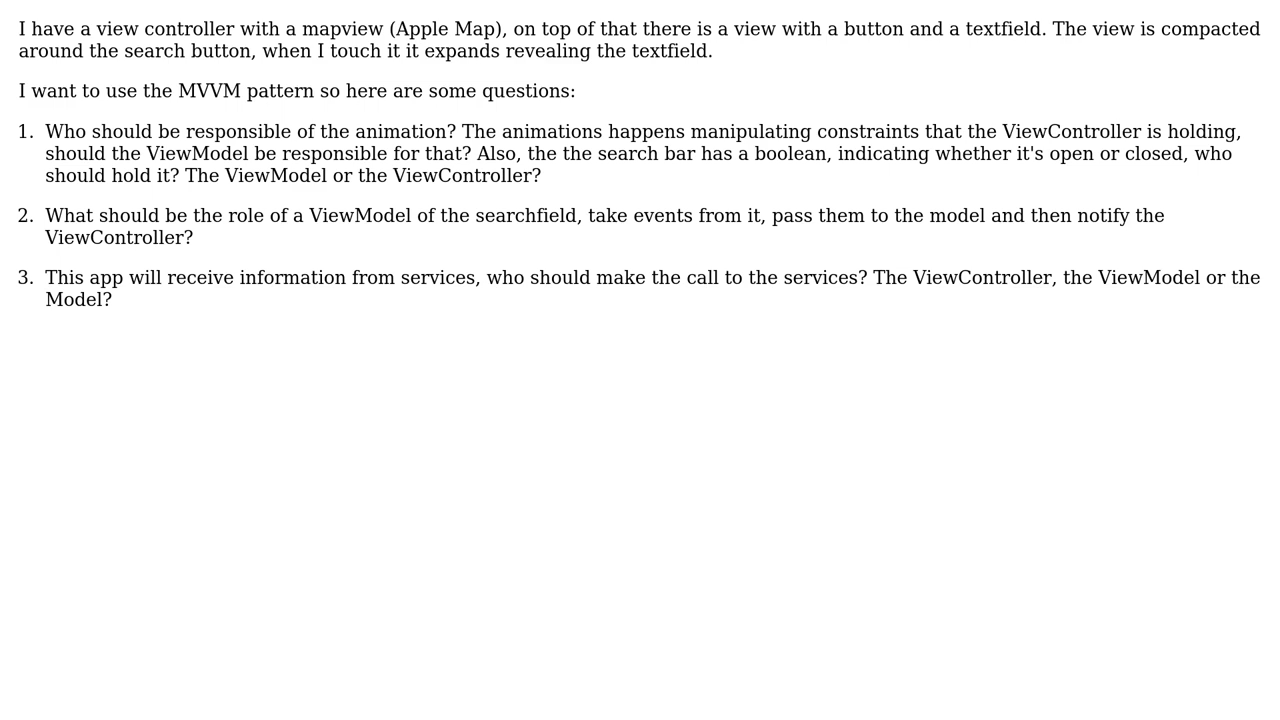 I have a view controller with a mapview (Apple Map), on top of that there is a view with a button and a textfield. The view is compacted
around the search button, when I touch it it expands revealing the textfield.
I want to use the MVVM pattern so here are some questions:
1. Who should be responsible of the animation? The animations happens manipulating constraints that the ViewController is holding,
should the ViewModel be responsible for that? Also, the the search bar has a boolean, indicating whether it's open or closed, who
should hold it? The ViewModel or the ViewController?
2. What should be the role of a ViewModel of the searchfield, take events from it, pass them to the model and then notify the
ViewController?
3. This app will receive information from services, who should make the call to the services? The ViewController, the ViewModel or the
Model?